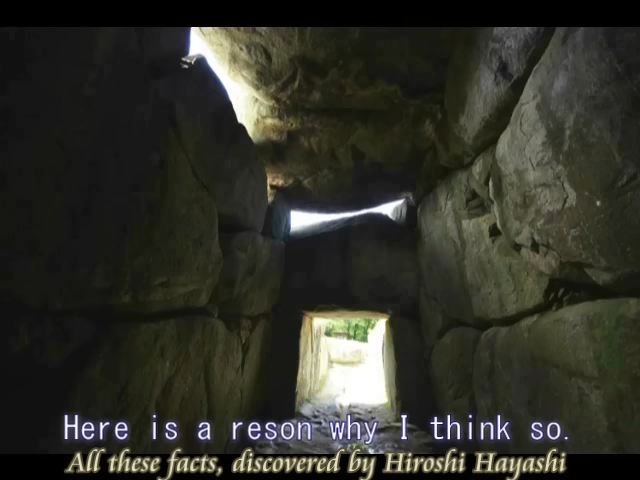 Here is a reson why I think so.
All these facts, discovered by Hiroshi Hayashi